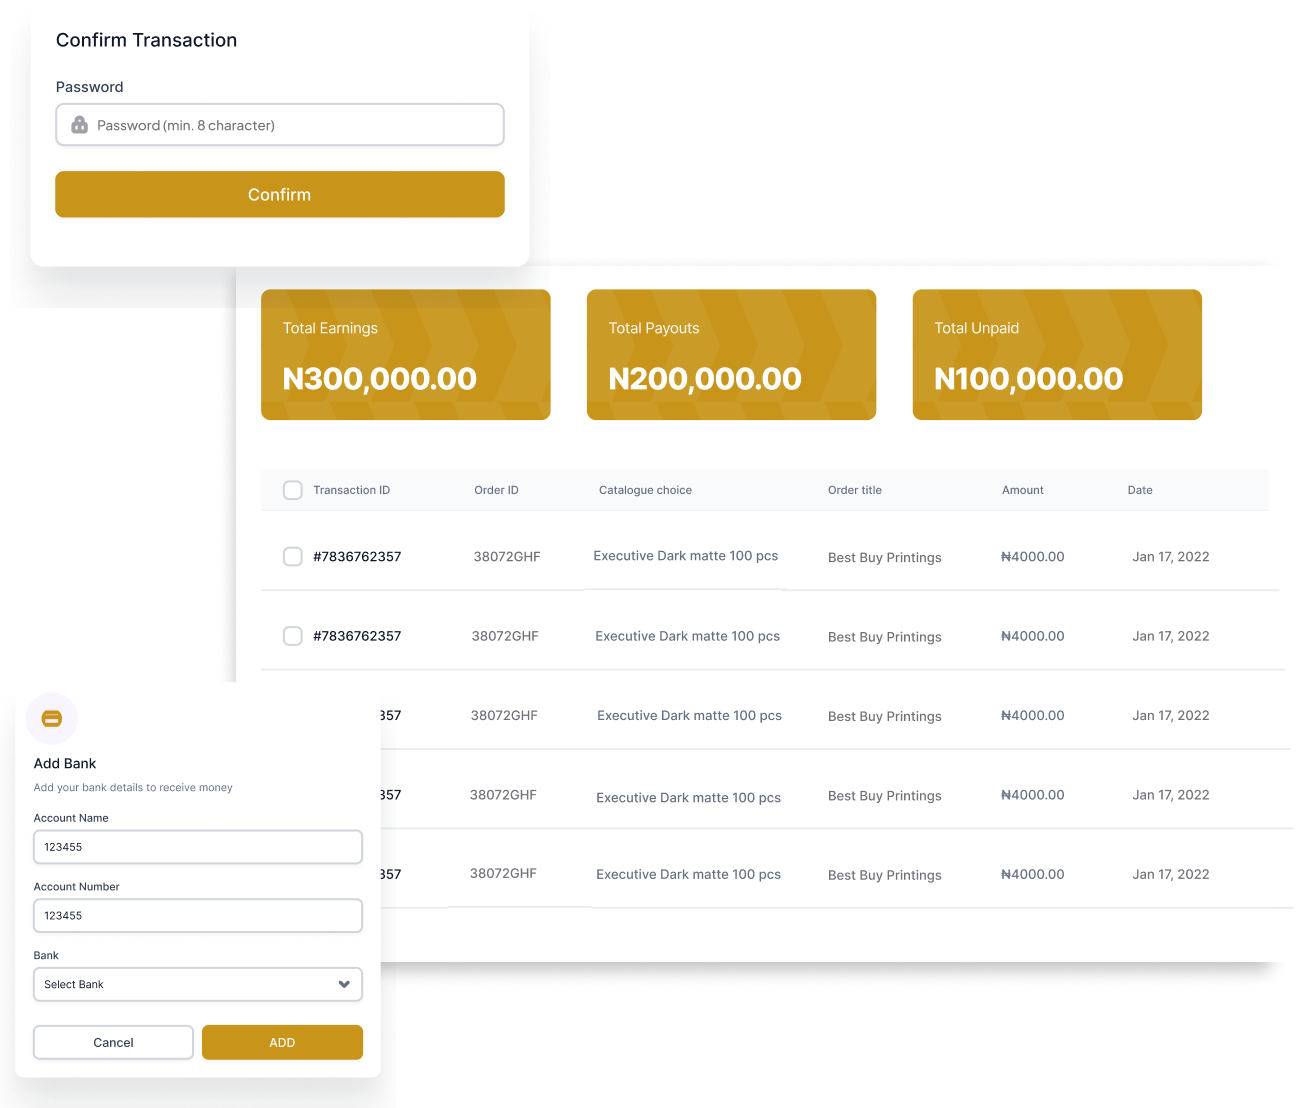 Confirm Transaction
Password
Password (min. 8 character)
Confirm
Total Earnings
N300,000.00
Total Payouts
N200,000.00
Total Unpaid
N100,000.00
Transaction ID Order ID Catalogue choice Order title Amount Date
#7836762357 38072GHF Executive Dark matte 100 pcs Best Buy Printings ₦4000.00 Jan 17, 2022
#7836762357 38072GHF Executive Dark matte 100 pcs Best Buy Printings ₦4000.00 Jan 17, 2022
357 38072GHF Executive Dark matte 100 pcs Best Buy Printings ₦4000.00 Jan 17, 2022
357 38072GHF Executive Dark matte 100 pcs Best Buy Printings ₦4000.00 Jan 17, 2022
357 38072GHF Executive Dark matte 100 pcs Best Buy Printings ₦4000.00 Jan 17, 2022
Add Bank
Add your bank details to receive money
Account Name
123455
Account Number
123455
Bank
Select Bank
Cancel ADD